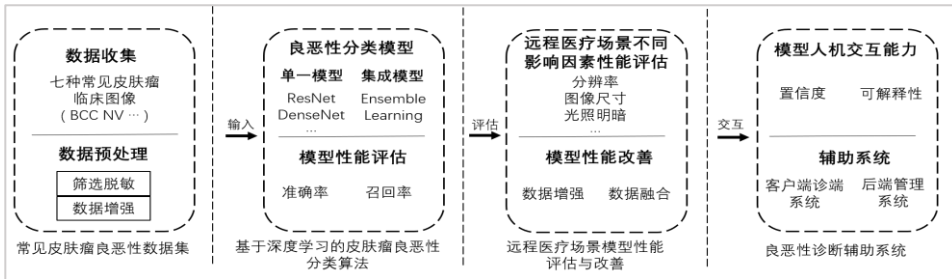 数据收集
七种常见皮肤瘤
临床图像
(BCC NV …)
数据预处理
筛选脱敏
数据增强
常见皮肤瘤良恶性数据集
输入
良恶性分类模型
单一模型 集成模型
ResNet Ensemble
DenseNet Learning
…
模型性能评估
准确率 召回率
基于深度学习的皮肤瘤良恶性
分类算法
评估
远程医疗场景不同
影响因素性能评估
分辨率
图像尺寸
光照明暗
…
模型性能改善
数据增强 数据融合
远程医疗场景模型性能
评估与改善
交互
模型人机交互能力
置信度 可解释性
辅助系统
客户端诊端 后端管理
系统 系统
良恶性诊断辅助系统